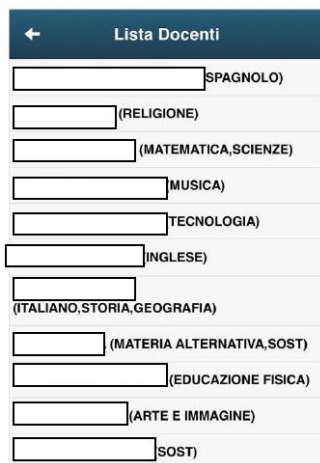 Lista Docenti
SPAGNOLO)
(RELIGIONE)
(MATEMATICA,SCIENZE)
MUSICA)
TECNOLOGIA)
INGLESE)
(ITALIANO,STORIA,GEOGRAFIA)
(MATERIA ALTERNATIVA,SOST)
(EDUCAZIONE FISICA)
(ARTE E IMMAGINE)
SOST)